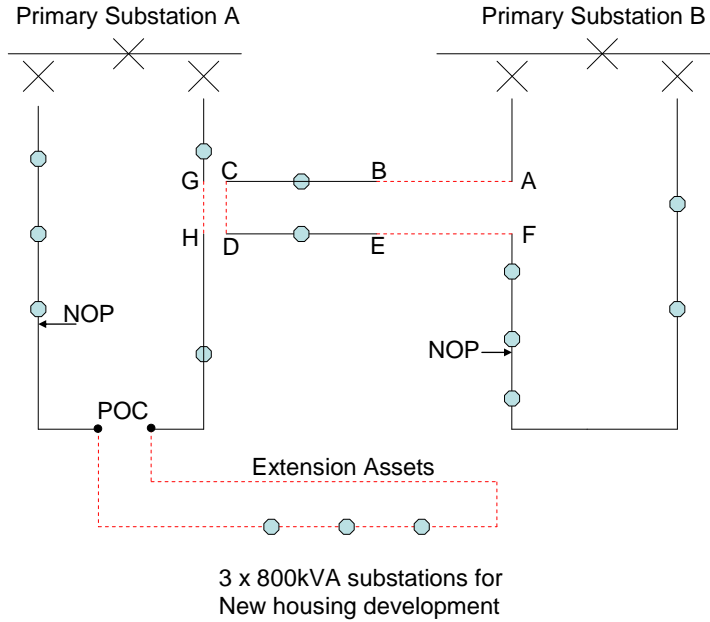 Primary Substation A
Primary Substation B
G
C
B
A
H
D
E
F
NOP
NOP
POC
Extension Assets
3 x 800kVA substations for
New housing development